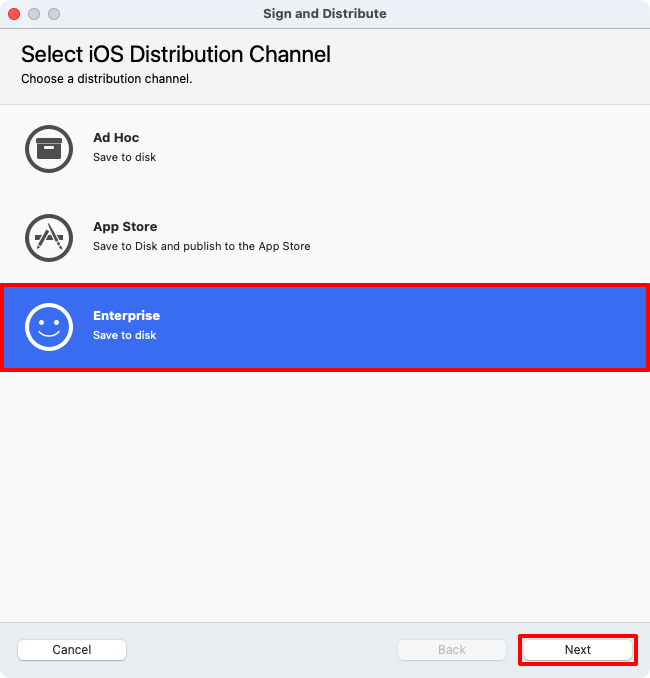 Sign and Distribute
Select iOS Distribution Channel
Choose a distribution channel.
Ad Hoc
Save to disk
App Store
Save to Disk and publish to the App Store
Enterprise
Save to disk
Cancel
Back
Next